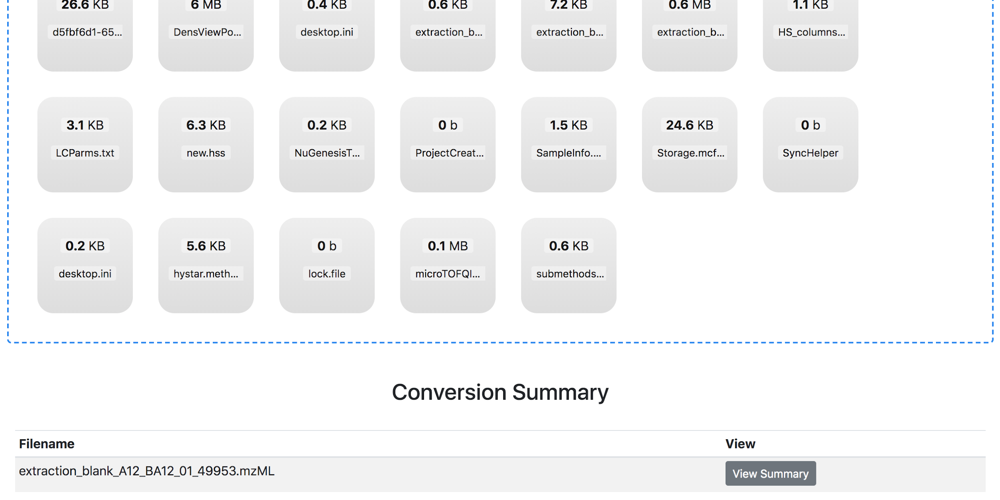 26.6 KB 6 MB 0.4 KB 0.6 KB 7.2 KB 0.6 MB 1.1 KB
d5fbf6d1-65... DensViewPo... desktop.ini extraction_b... extraction_b... extraction_b... HS_columns...
3.1 KB 6.3 KB 0.2 KB 0 b 1.5 KB 24.6 KB 0 b
LCParms.txt new.hss NuGenesisT... ProjectCreat... SampleInfo.... Storage.mcf... SyncHelper
0.2 KB 5.6 KB 0 b 0.1 MB 0.6 KB
desktop.ini hystar.meth... lock.file microTOFQI... submethods...
Conversion Summary
Filename View
extraction_blank_A12_BA12_01_49953.mzML View Summary